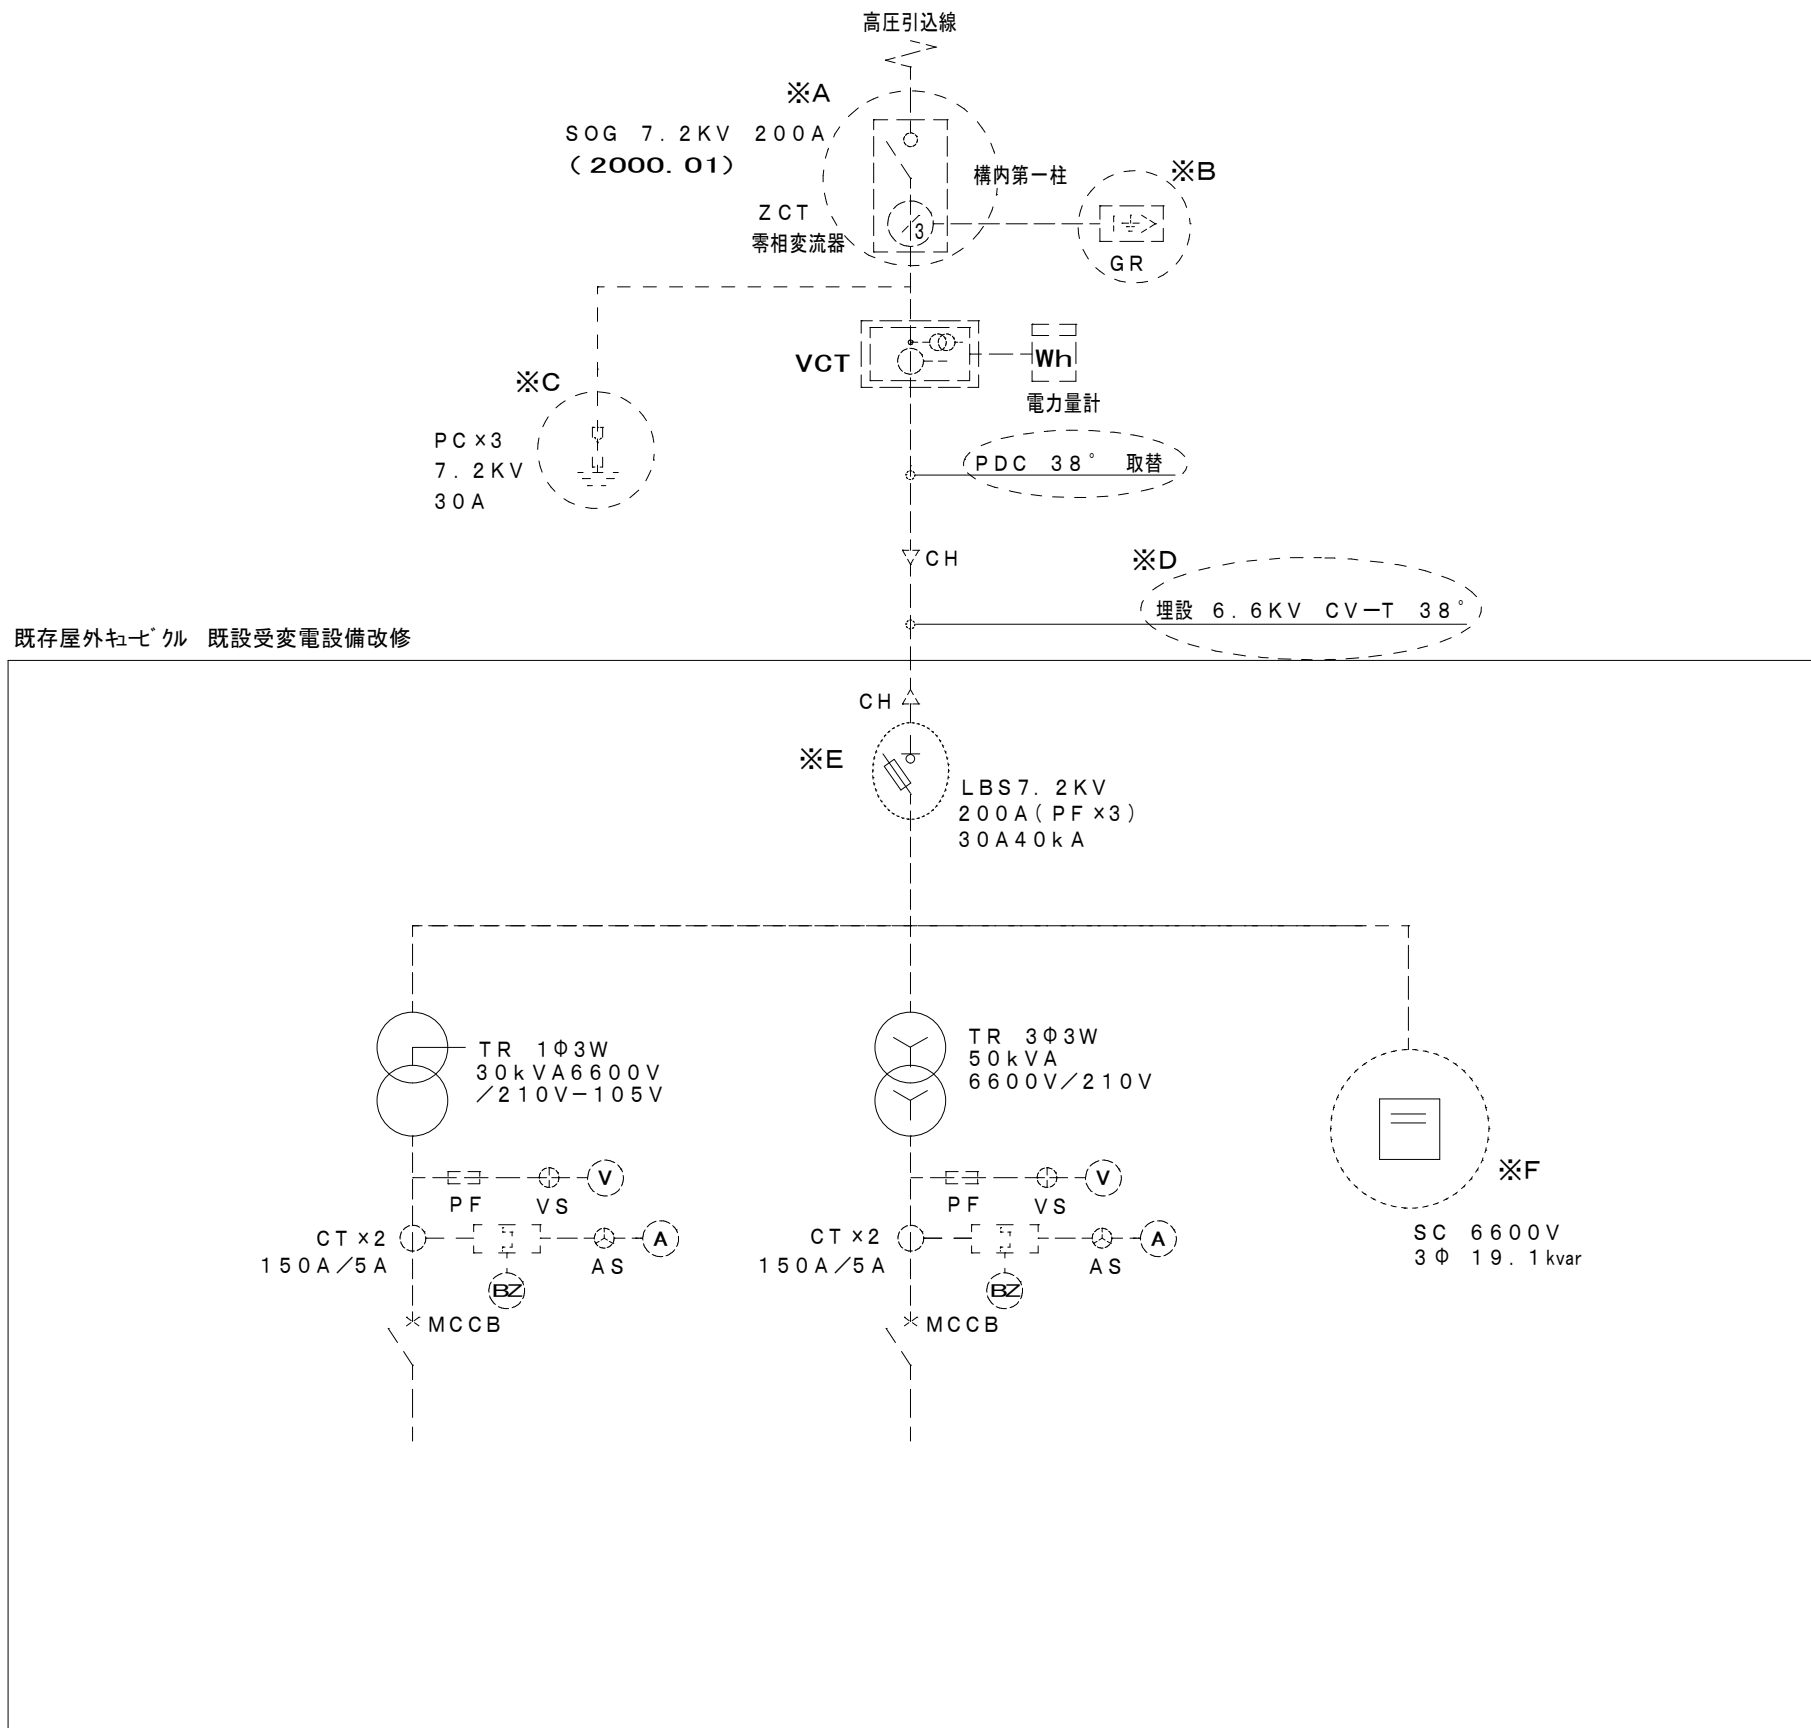 高圧引込線
※A
SOG 7.2KV 200A
(2000.01)
構内第一柱
※B
ZCT
零相変流器
3
GR
VCT
Wh
電力量計
※C
PC×3
7.2KV
30A
PDC 38° 取替
CH
※D
埋設 6.6KV CV-T 38°
既存屋外キュービクル 既設受変電設備改修
CH
※E
LBS7.2KV
200A(PF×3)
30A40kA
TR 1Φ3W
30kVA6600V
/210V-105V
TR 3Φ3W
50kVA
6600V/210V
V
PF
VS
CT×2
150A/5A
A
AS
BZ
MCCB
V
PF
VS
CT×2
150A/5A
A
AS
BZ
MCCB
※F
SC 6600V
3Φ 19.1kvar